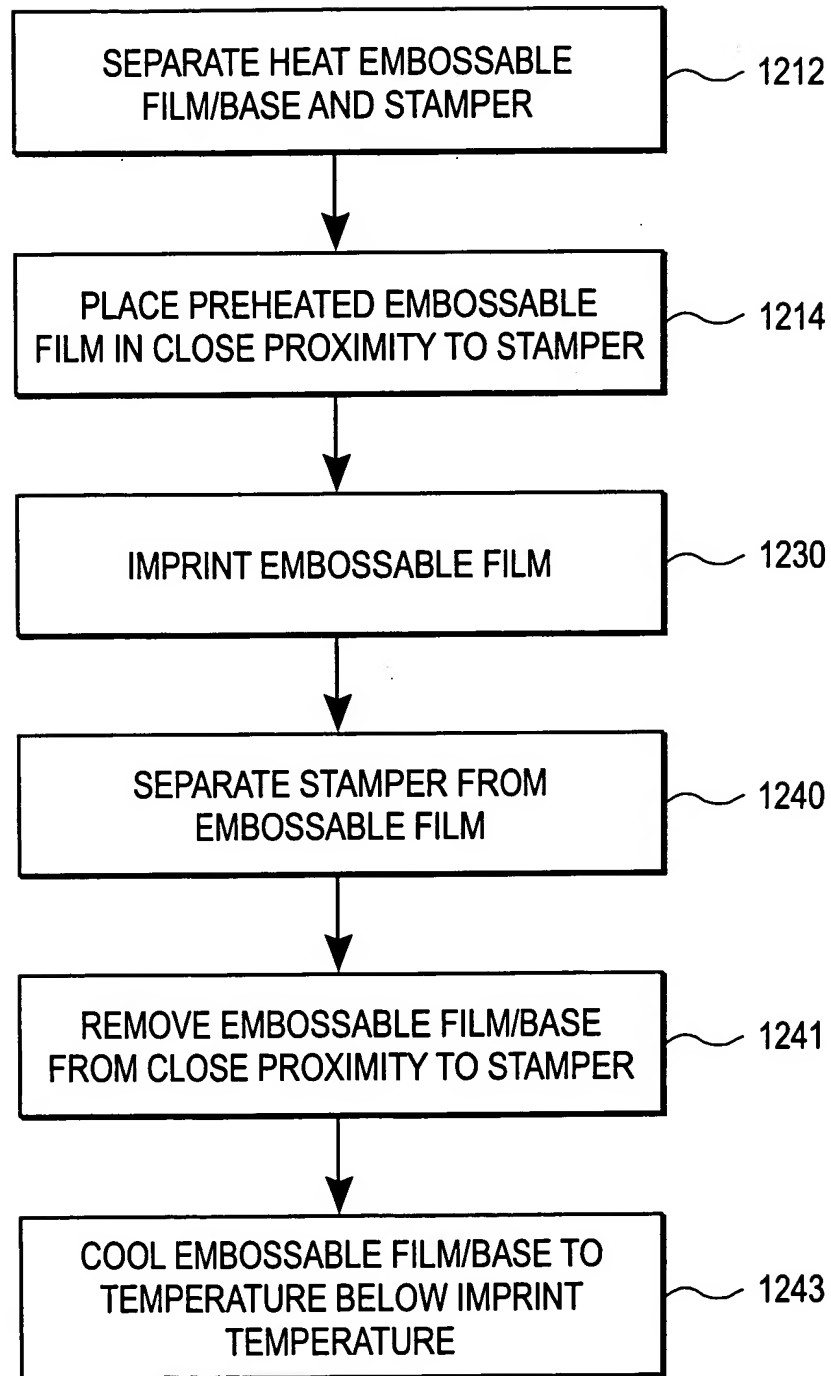 SEPARATE HEAT EMBOSSABLE
FILM/BASE AND STAMPER
1212
PLACE PREHEATED EMBOSSABLE
FILM IN CLOSE PROXIMITY TO STAMPER
1214
IMPRINT EMBOSSABLE FILM
1230
SEPARATE STAMPER FROM
EMBOSSABLE FILM
1240
REMOVE EMBOSSABLE FILM/BASE
FROM CLOSE PROXIMITY TO STAMPER
1241
COOL EMBOSSABLE FILM/BASE TO
TEMPERATURE BELOW IMPRINT
TEMPERATURE
1243